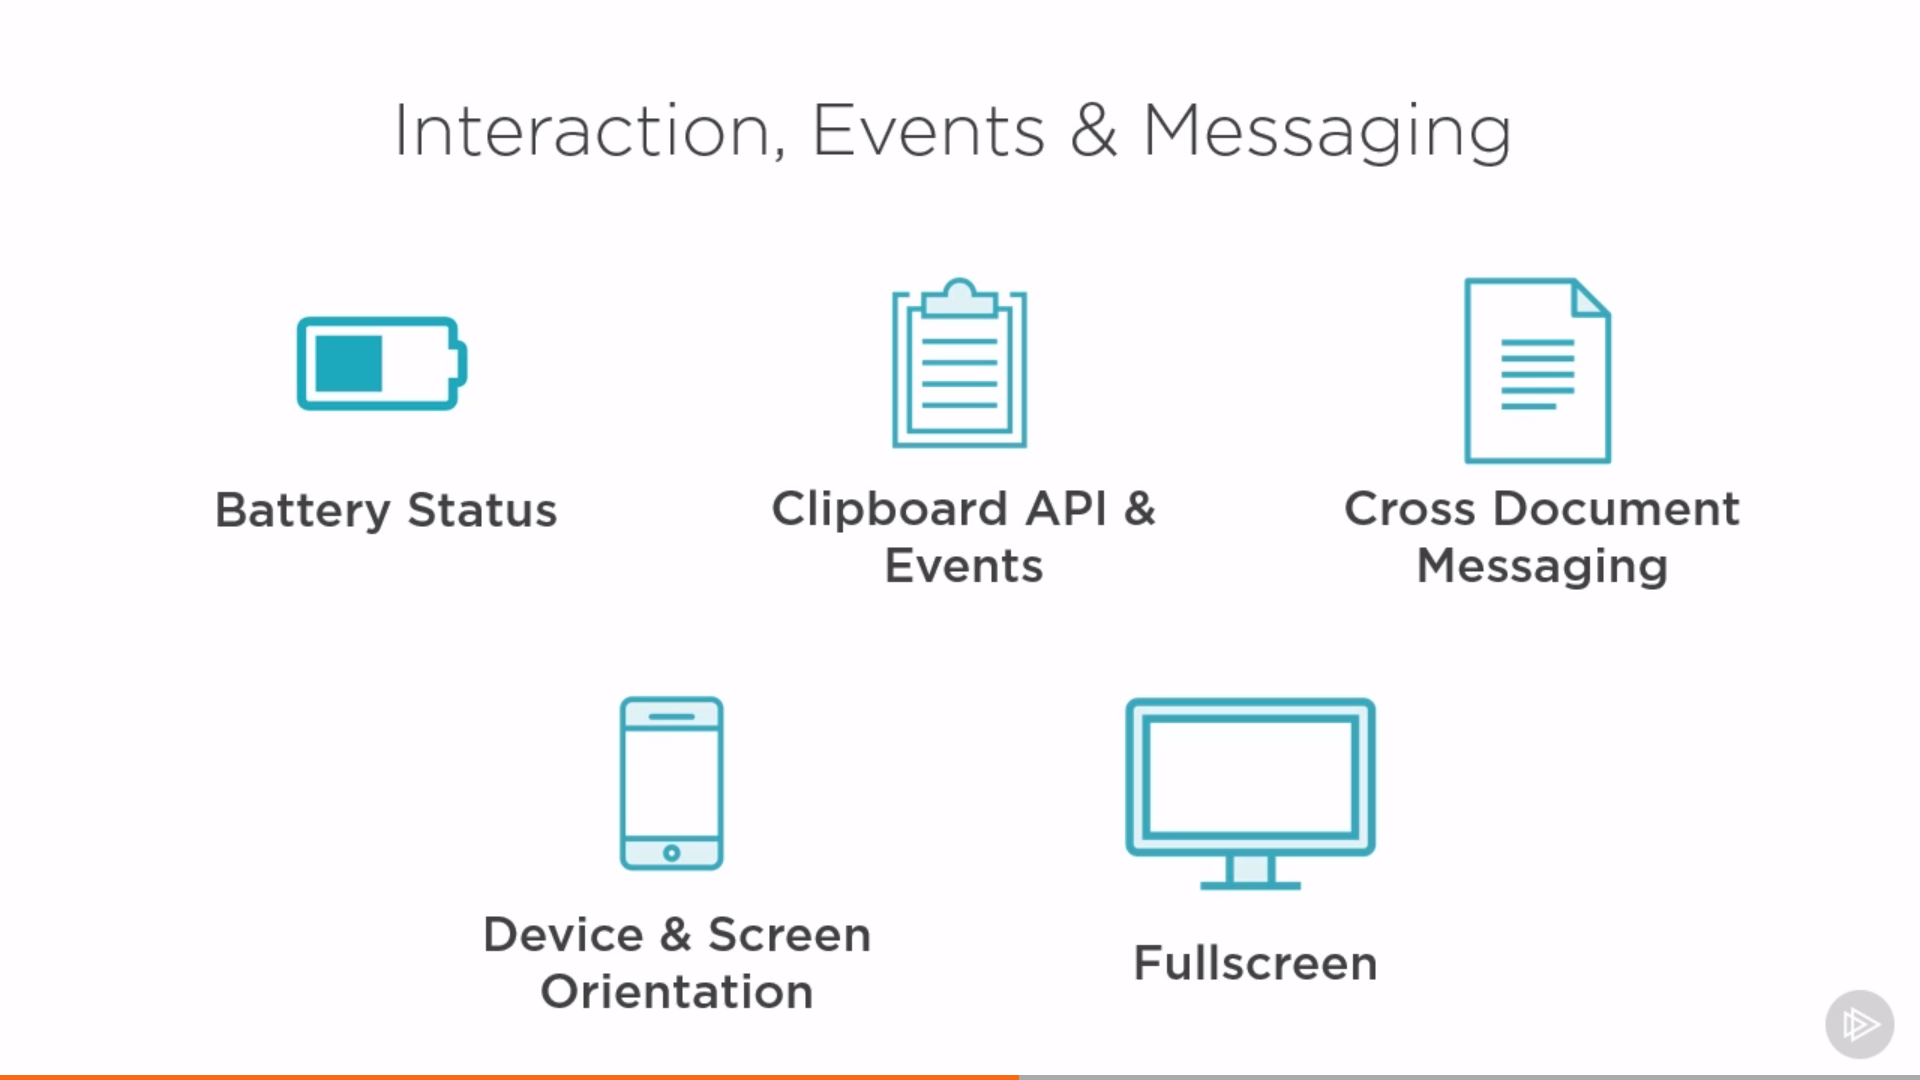 Interaction, Events & Messaging
Battery Status
Clipboard API &
Events
Cross Document
Messaging
Device & Screen
Orientation
Fullscreen